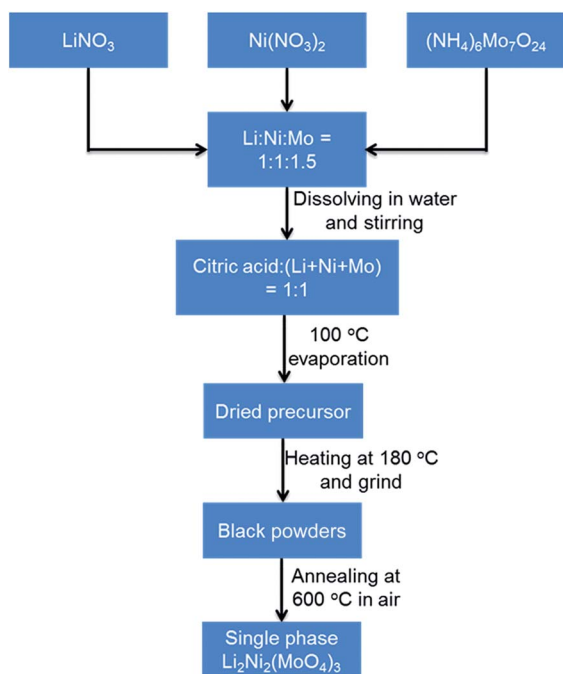 LiNO₃
Ni(NO₃)₂
(NH₄)₆Mo₇O₂₄
Li:Ni:Mo =
1:1:1.5
Dissolving in water
and stirring
Citric acid:(Li+Ni+Mo)
= 1:1
100 °C
evaporation
Dried precursor
Heating at 180 °C
and grind
Black powders
Annealing at
600 °C in air
Single phase
Li₂Ni₂(MoO₄)₃